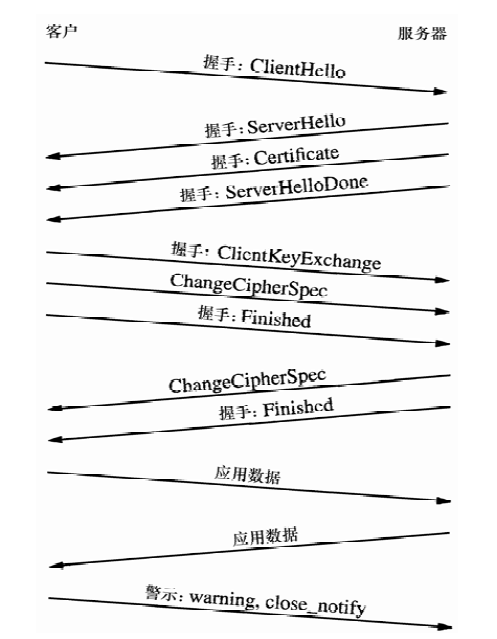 客户
服务器
握手: ClientHello
握手: ServerHello
握手: Certificate
握手: ServerHelloDone
握手: ClientKeyExchange
ChangeCipherSpec
握手: Finished
ChangeCipherSpec
握手: Finished
应用数据
应用数据
警示: warning, close_notify